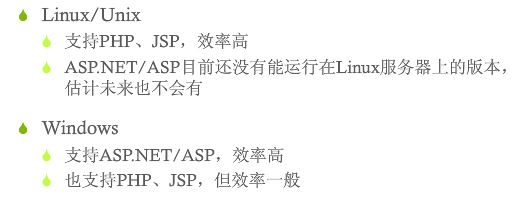 Linux/Unix
支持PHP、JSP，效率高
ASP.NET/ASP目前还没有能运行在Linux服务器上的版本，
估计未来也不会有
Windows
支持ASP.NET/ASP，效率高
也支持PHP、JSP，但效率一般